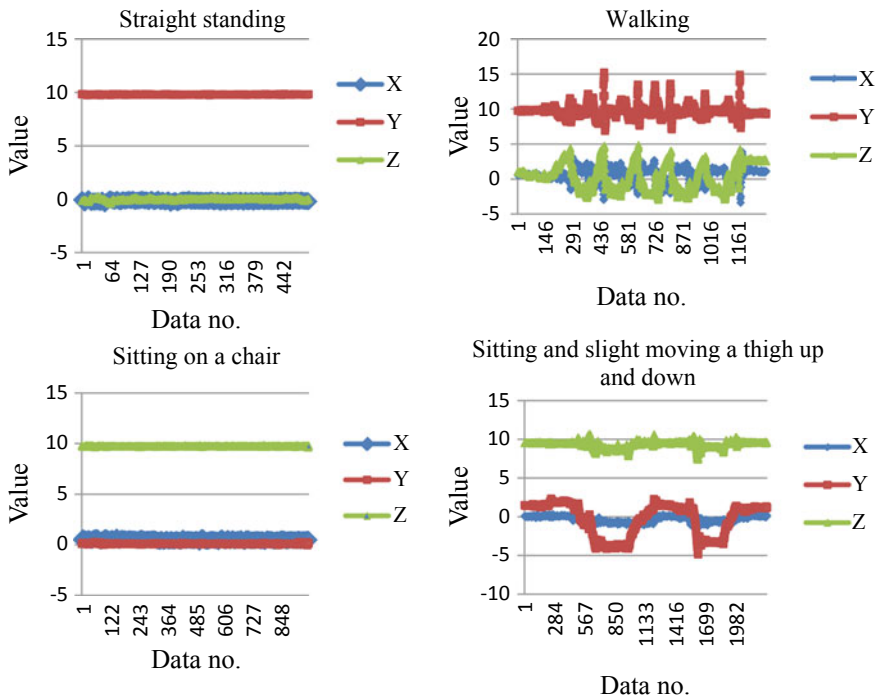 Straight standing
15
10
5
0
-5
Value
1
64
127
190
253
316
379
442
Data no.
X
Y
Z
Walking
20
15
10
5
0
-5
Value
1
146
291
436
581
726
871
1016
1161
Data no.
X
Y
Z
Sitting on a chair
15
10
5
0
-5
Value
1
122
243
364
485
606
727
848
Data no.
X
Y
Z
Sitting and slight moving a thigh up
and down
15
10
5
0
-5
-10
Value
1
284
567
850
1133
1416
1699
1982
Data no.
X
Y
Z